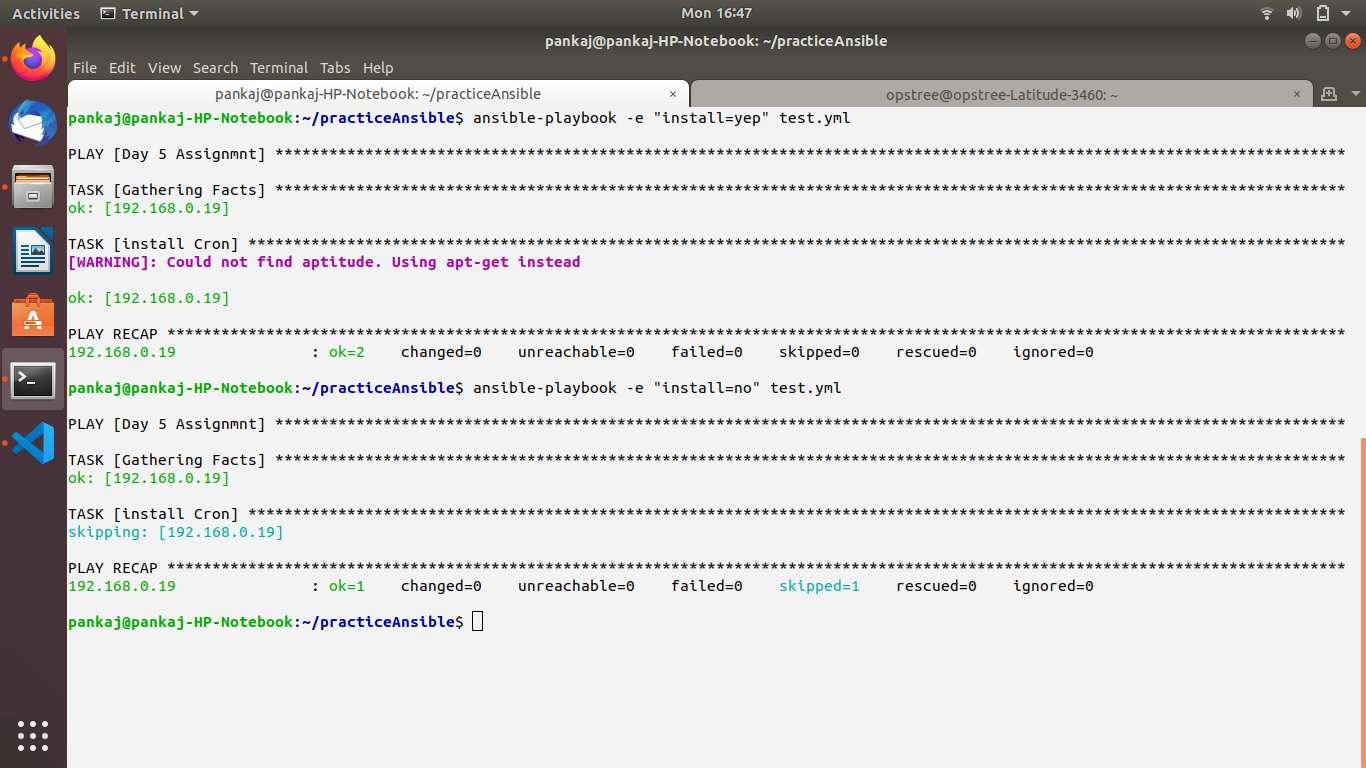 Activities Terminal Mon 16:47
pankaj@pankaj-HP-Notebook: ~/practiceAnsible
File Edit View Search Terminal Tabs Help
pankaj@pankaj-HP-Notebook: ~/practiceAnsible × opstree@opstree-Latitude-3460: ~ ×
pankaj@pankaj-HP-Notebook:~/practiceAnsible$ ansible-playbook -e "install=yep" test.yml
PLAY [Day 5 Assignmnt] ***********************************************************************************************************************
TASK [Gathering Facts] ***********************************************************************************************************************
ok: [192.168.0.19]
TASK [install Cron] **************************************************************************************************************************
[WARNING]: Could not find aptitude. Using apt-get instead
ok: [192.168.0.19]
PLAY RECAP ***********************************************************************************************************************************
192.168.0.19 : ok=2 changed=0 unreachable=0 failed=0 skipped=0 rescued=0 ignored=0
pankaj@pankaj-HP-Notebook:~/practiceAnsible$ ansible-playbook -e "install=no" test.yml
PLAY [Day 5 Assignmnt] ***********************************************************************************************************************
TASK [Gathering Facts] ***********************************************************************************************************************
ok: [192.168.0.19]
TASK [install Cron] **************************************************************************************************************************
skipping: [192.168.0.19]
PLAY RECAP ***********************************************************************************************************************************
192.168.0.19 : ok=1 changed=0 unreachable=0 failed=0 skipped=1 rescued=0 ignored=0
pankaj@pankaj-HP-Notebook:~/practiceAnsible$